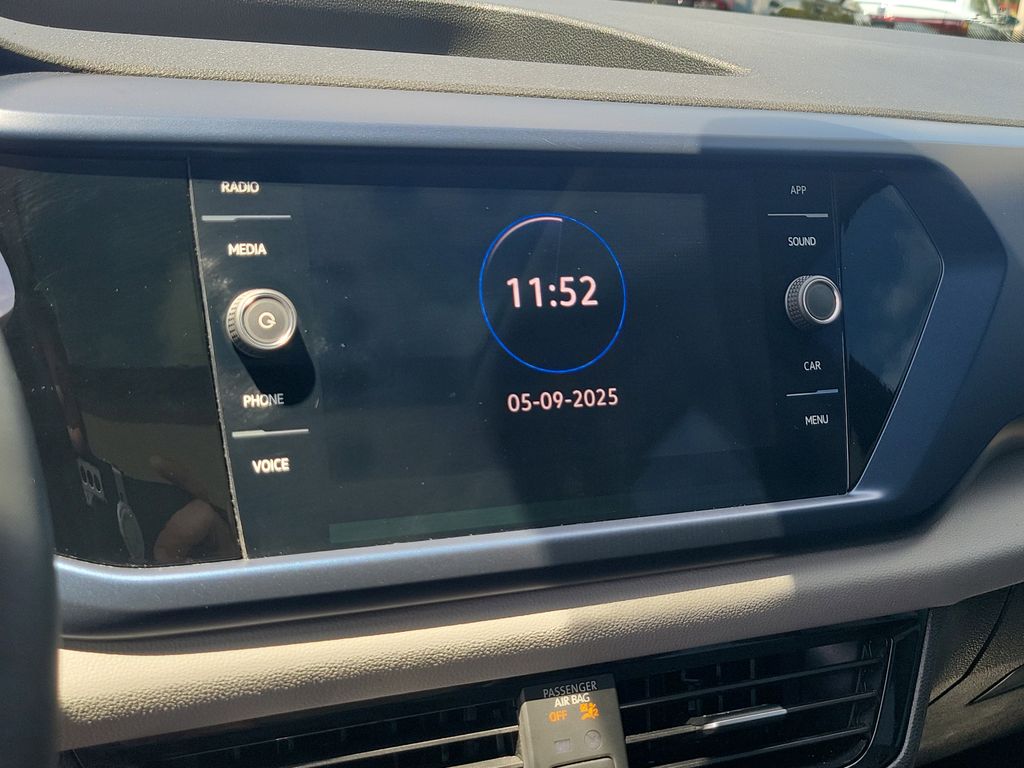 RADIO
MEDIA
PHONE
VOICE
11:52
05-09-2025
APP
SOUND
CAR
MENU
PASSENGER
AIR BAG
OFF